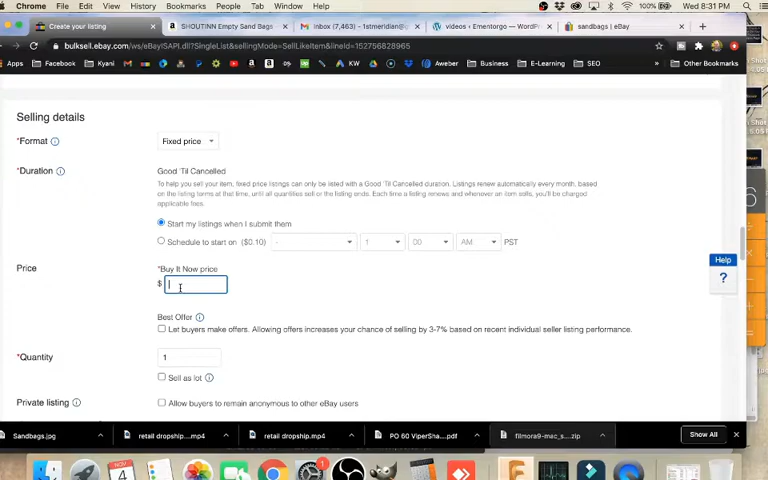 Chrome File Edit View History Bookmarks People Tab Window Help 100% Wed 8:31 PM
Create your listing × SHOUTINN Empty Sand Bags × Inbox (7,463) - 1stmeridian@ × videos ‹ Ementorgo — WordPr × sandbags | eBay ×
bulksell.ebay.com/ws/eBayISAPI.dll?SingleList&sellingMode=SellLikeItem&lineId=152756828965
Apps Facebook Kyani KW Aweber Business E-Learning SEO » Other Bookmarks
Selling details
*Format Fixed price
*Duration Good 'Til Cancelled
To help you sell your item, fixed price listings can only be listed with a Good 'Til Cancelled duration. Listings renew automatically every month, based
on the listing terms at that time, until all quantities sell or the listing ends. Each time a listing renews and whenever an item sells, you'll be charged
applicable fees.
Start my listings when I submit them
Schedule to start on ($0.10) - 1 00 AM PST
Help
?
Price *Buy It Now price
$
Best Offer
Let buyers make offers. Allowing offers increases your chance of selling by 3-7% based on recent individual seller listing performance.
*Quantity 1
Sell as lot
Private listing Allow buyers to remain anonymous to other eBay users
Sandbags.jpg retail dropship....mp4 retail dropship.mp4 PO 60 ViperSha....pdf filmora9-mac_s....zip Show All ×
NOV
4